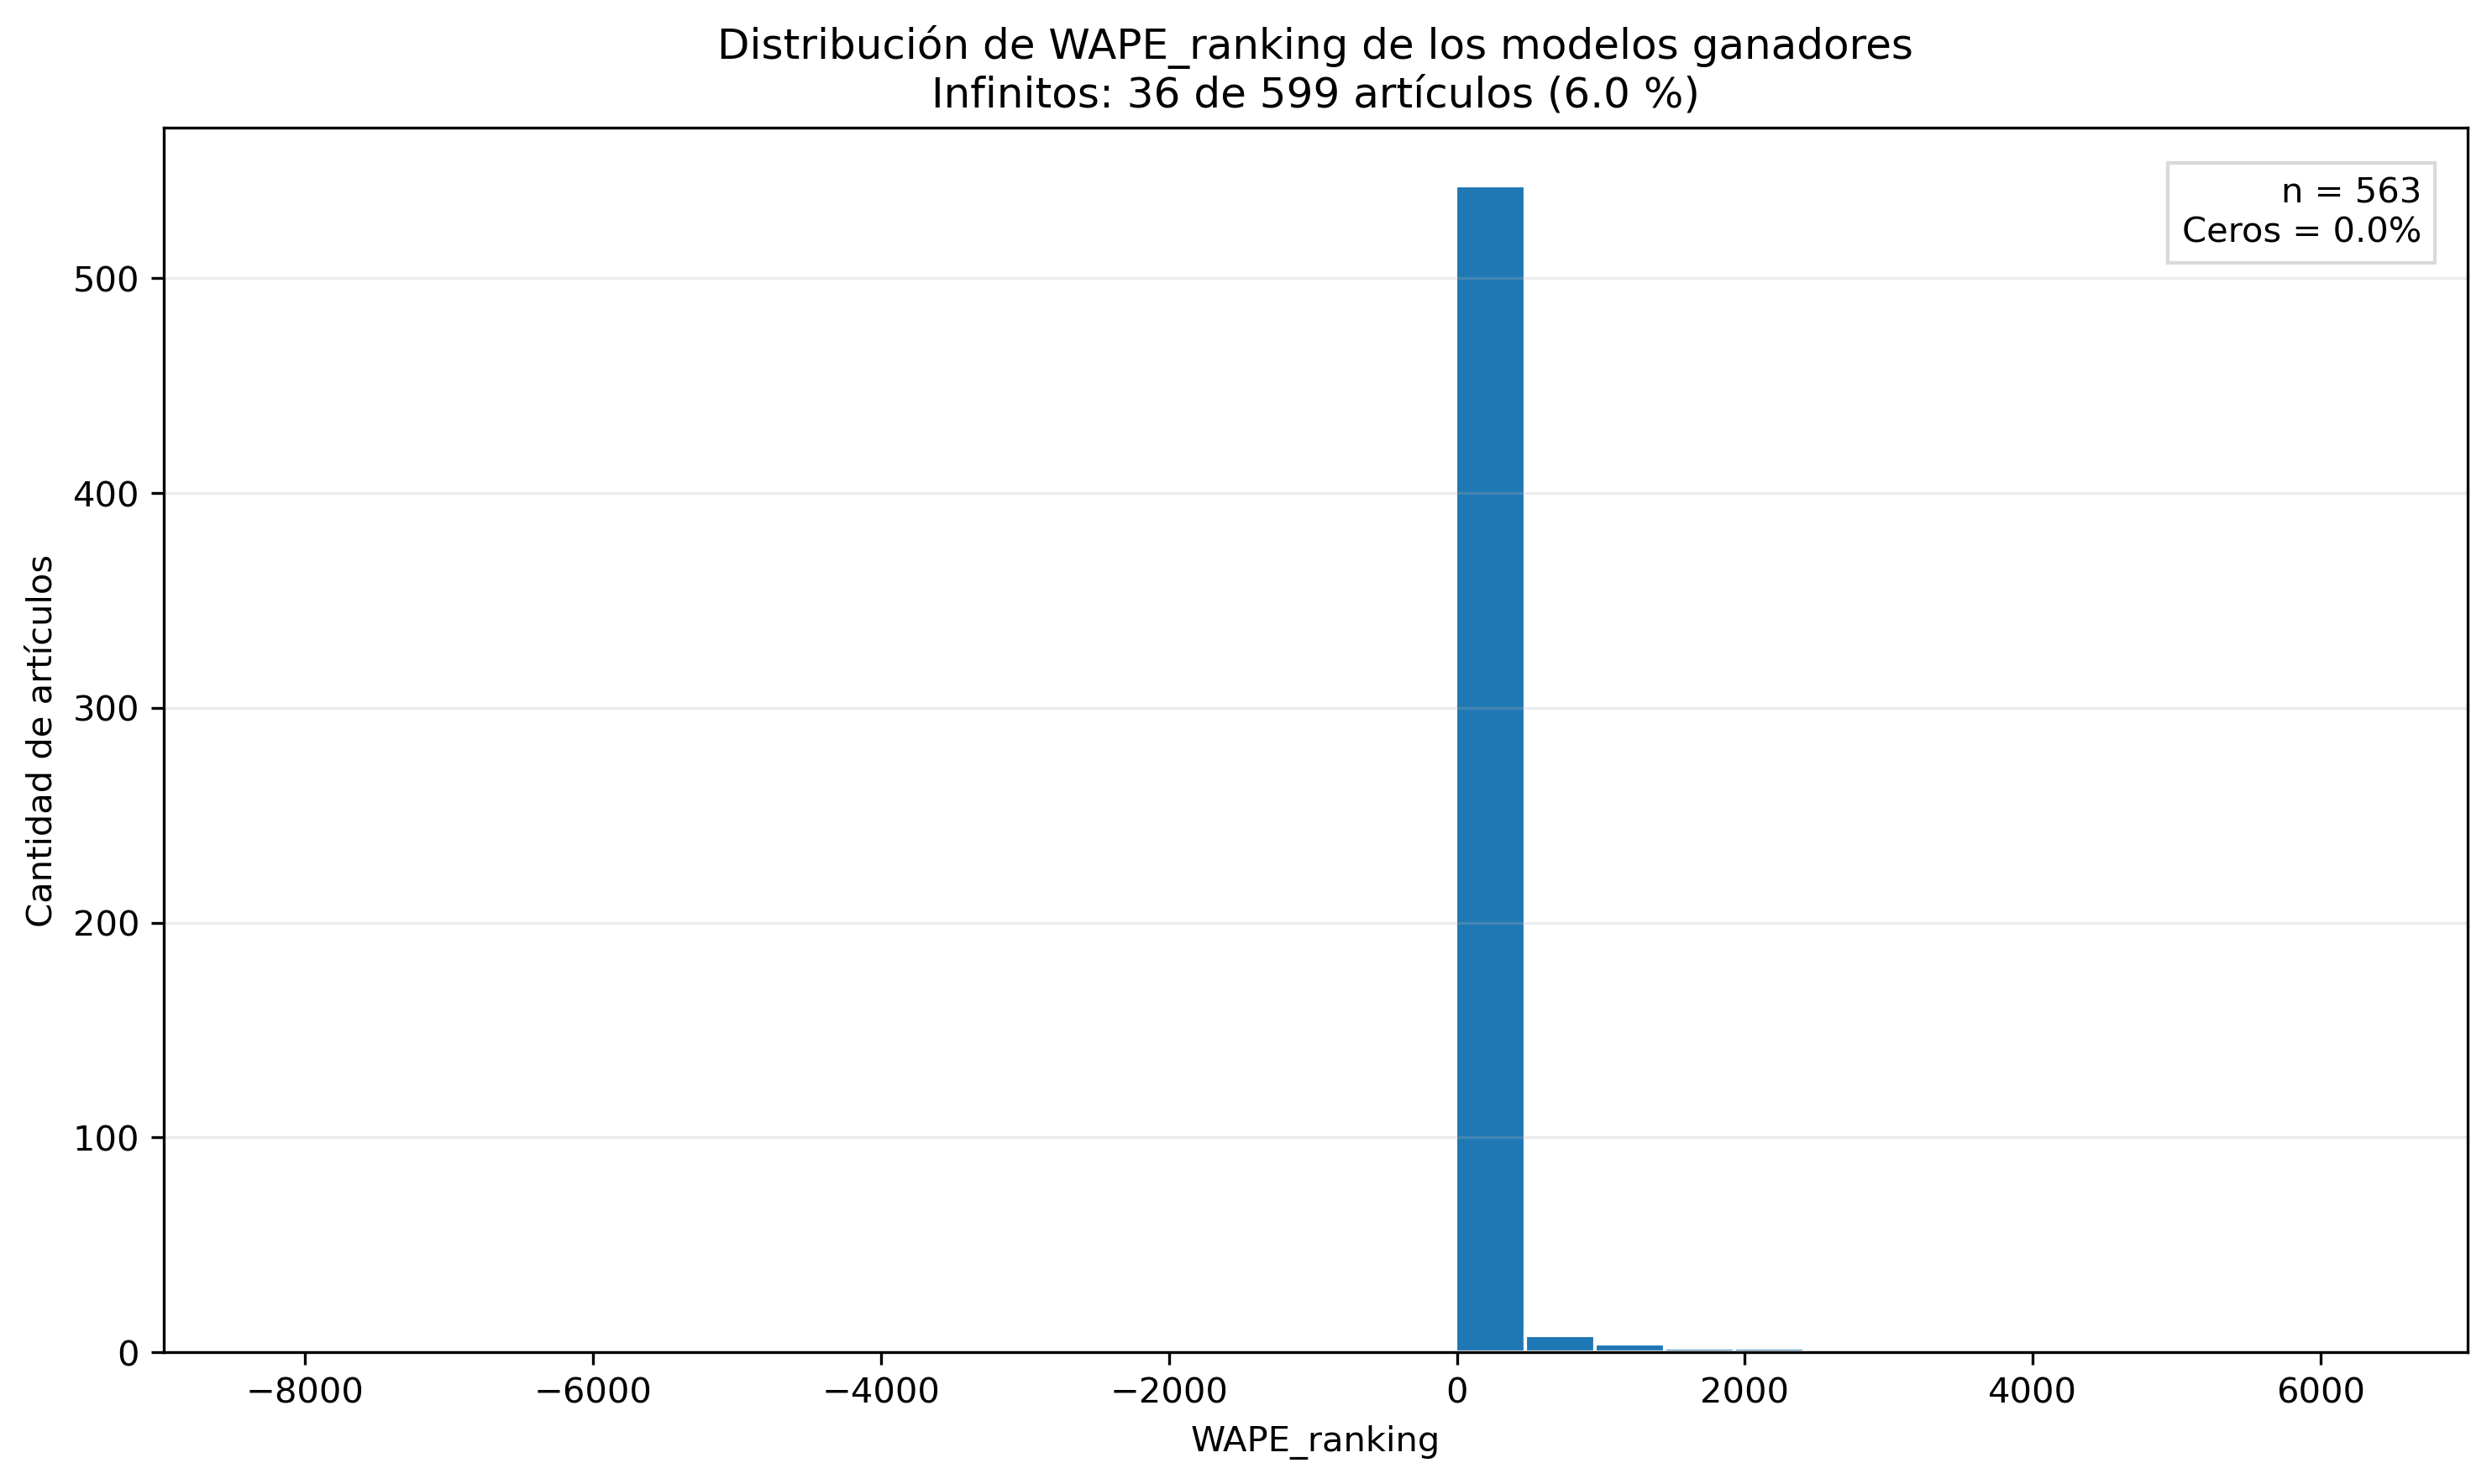 Distribución de WAPE_ranking de los modelos ganadores
Infinitos: 36 de 599 artículos (6.0 %)
n = 563
Ceros = 0.0%
Cantidad de artículos
500
400
300
200
100
0
−8000 −6000 −4000 −2000 0 2000 4000 6000
WAPE_ranking